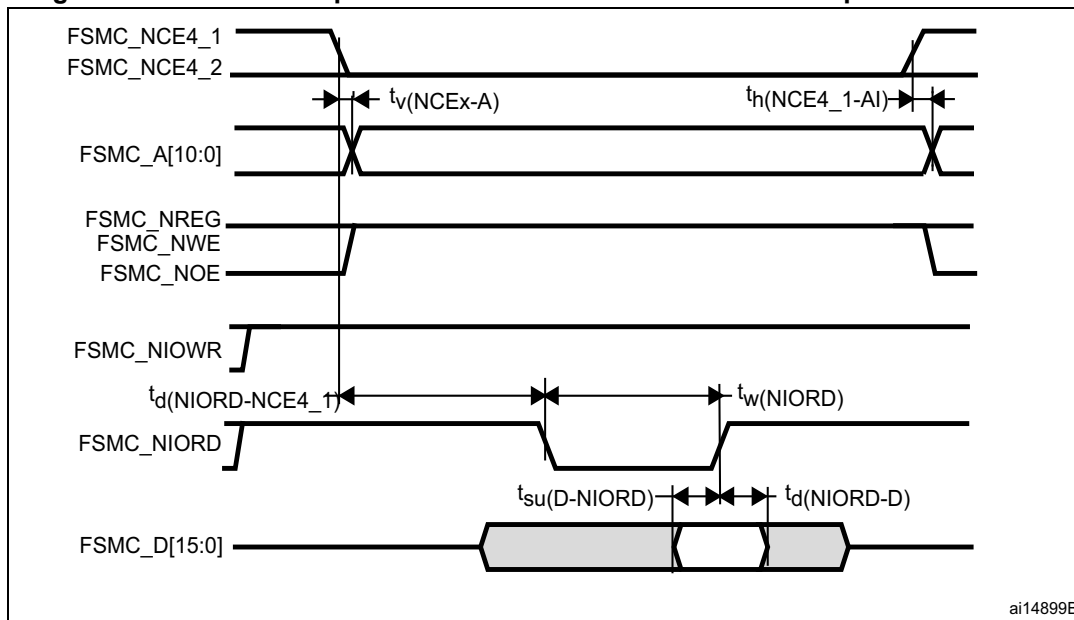 FSMC_NCE4_1
FSMC_NCE4_2
tv(NCEx-A)
th(NCE4_1-AI)
FSMC_A[10:0]
FSMC_NREG
FSMC_NWE
FSMC_NOE
FSMC_NIOWR
td(NIORD-NCE4_1)
tw(NIORD)
FSMC_NIORD
tsu(D-NIORD)
td(NIORD-D)
FSMC_D[15:0]
ai14899B